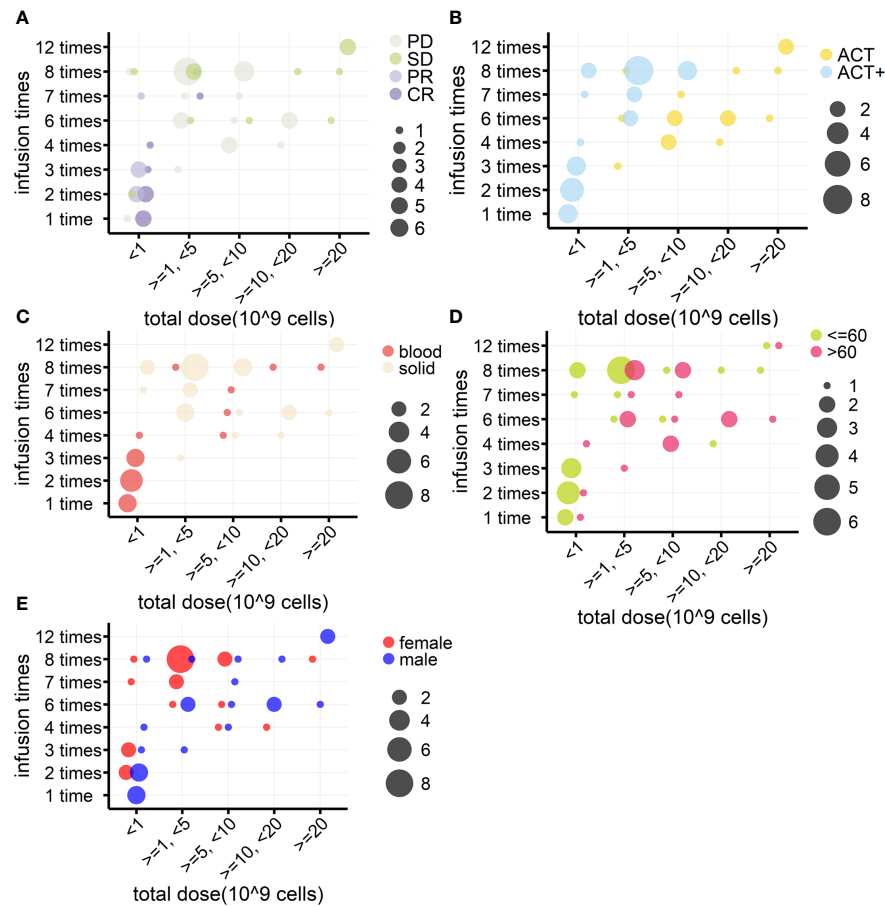 A
infusion times
12 times
8 times
7 times
6 times
4 times
3 times
2 times
1 time
<1
>=1, <5
>=5, <10
>=10, <20
>=20
total dose(10^9 cells)
PD
SD
PR
CR
1
2
3
4
5
6
B
infusion times
12 times
8 times
7 times
6 times
4 times
3 times
2 times
1 time
<1
>=1, <5
>=5, <10
>=10, <20
>=20
total dose(10^9 cells)
ACT
ACT+
2
4
6
8
C
infusion times
12 times
8 times
7 times
6 times
4 times
3 times
2 times
1 time
<1
>=1, <5
>=5, <10
>=10, <20
>=20
total dose(10^9 cells)
blood
solid
2
4
6
8
D
infusion times
12 times
8 times
7 times
6 times
4 times
3 times
2 times
1 time
<1
>=1, <5
>=5, <10
>=10, <20
>=20
total dose(10^9 cells)
<=60
>60
1
2
3
4
5
6
E
infusion times
12 times
8 times
7 times
6 times
4 times
3 times
2 times
1 time
<1
>=1, <5
>=5, <10
>=10, <20
>=20
total dose(10^9 cells)
female
male
2
4
6
8